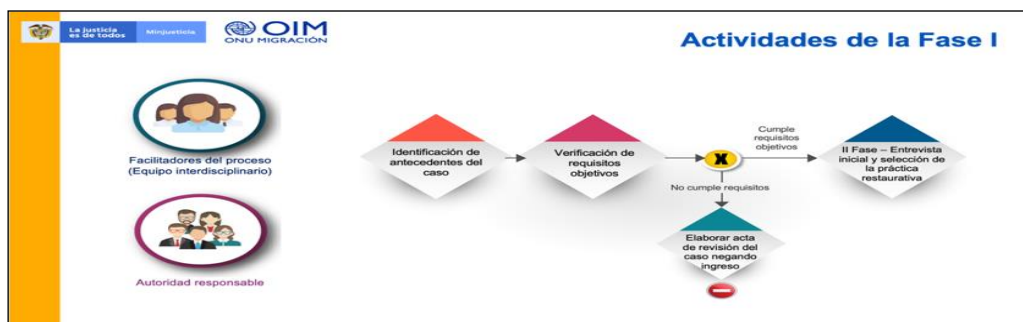 La justicia
es de todos
Minjusticia
OIM
ONU MIGRACIÓN
Actividades de la Fase I
Facilitadores del proceso
(Equipo interdisciplinario)
Autoridad responsable
Identificación de
antecedentes del
caso
Verificación de
requisitos
objetivos
X
Cumple
requisitos
objetivos
II Fase – Entrevista
inicial y selección de
la práctica
restaurativa
No cumple requisitos
Elaborar acta
de revisión del
caso negando
ingreso